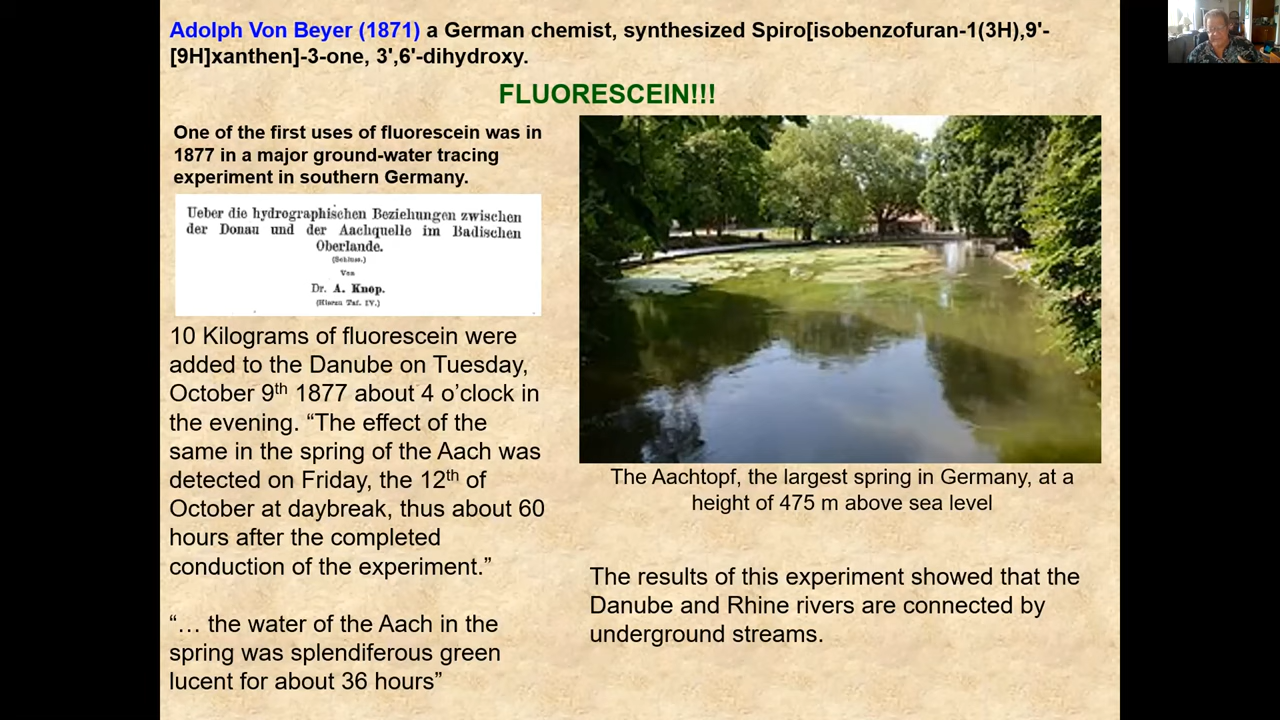 Adolph Von Beyer (1871) a German chemist, synthesized Spiro[isobenzofuran-1(3H),9'-
[9H]xanthen]-3-one, 3',6'-dihydroxy.
FLUORESCEIN!!!
One of the first uses of fluorescein was in
1877 in a major ground-water tracing
experiment in southern Germany.
Ueber die hydrographischen Beziehungen zwischen
der Donau und der Aachquelle im Badischen
Oberlande.
(Schluss.)
Von
Dr. A. Knop.
(Hierzu Taf. IV.)
10 Kilograms of fluorescein were
added to the Danube on Tuesday,
October 9th 1877 about 4 o’clock in
the evening. “The effect of the
same in the spring of the Aach was
detected on Friday, the 12th of
October at daybreak, thus about 60
hours after the completed
conduction of the experiment.”
“… the water of the Aach in the
spring was splendiferous green
lucent for about 36 hours”
The Aachtopf, the largest spring in Germany, at a
height of 475 m above sea level
The results of this experiment showed that the
Danube and Rhine rivers are connected by
underground streams.